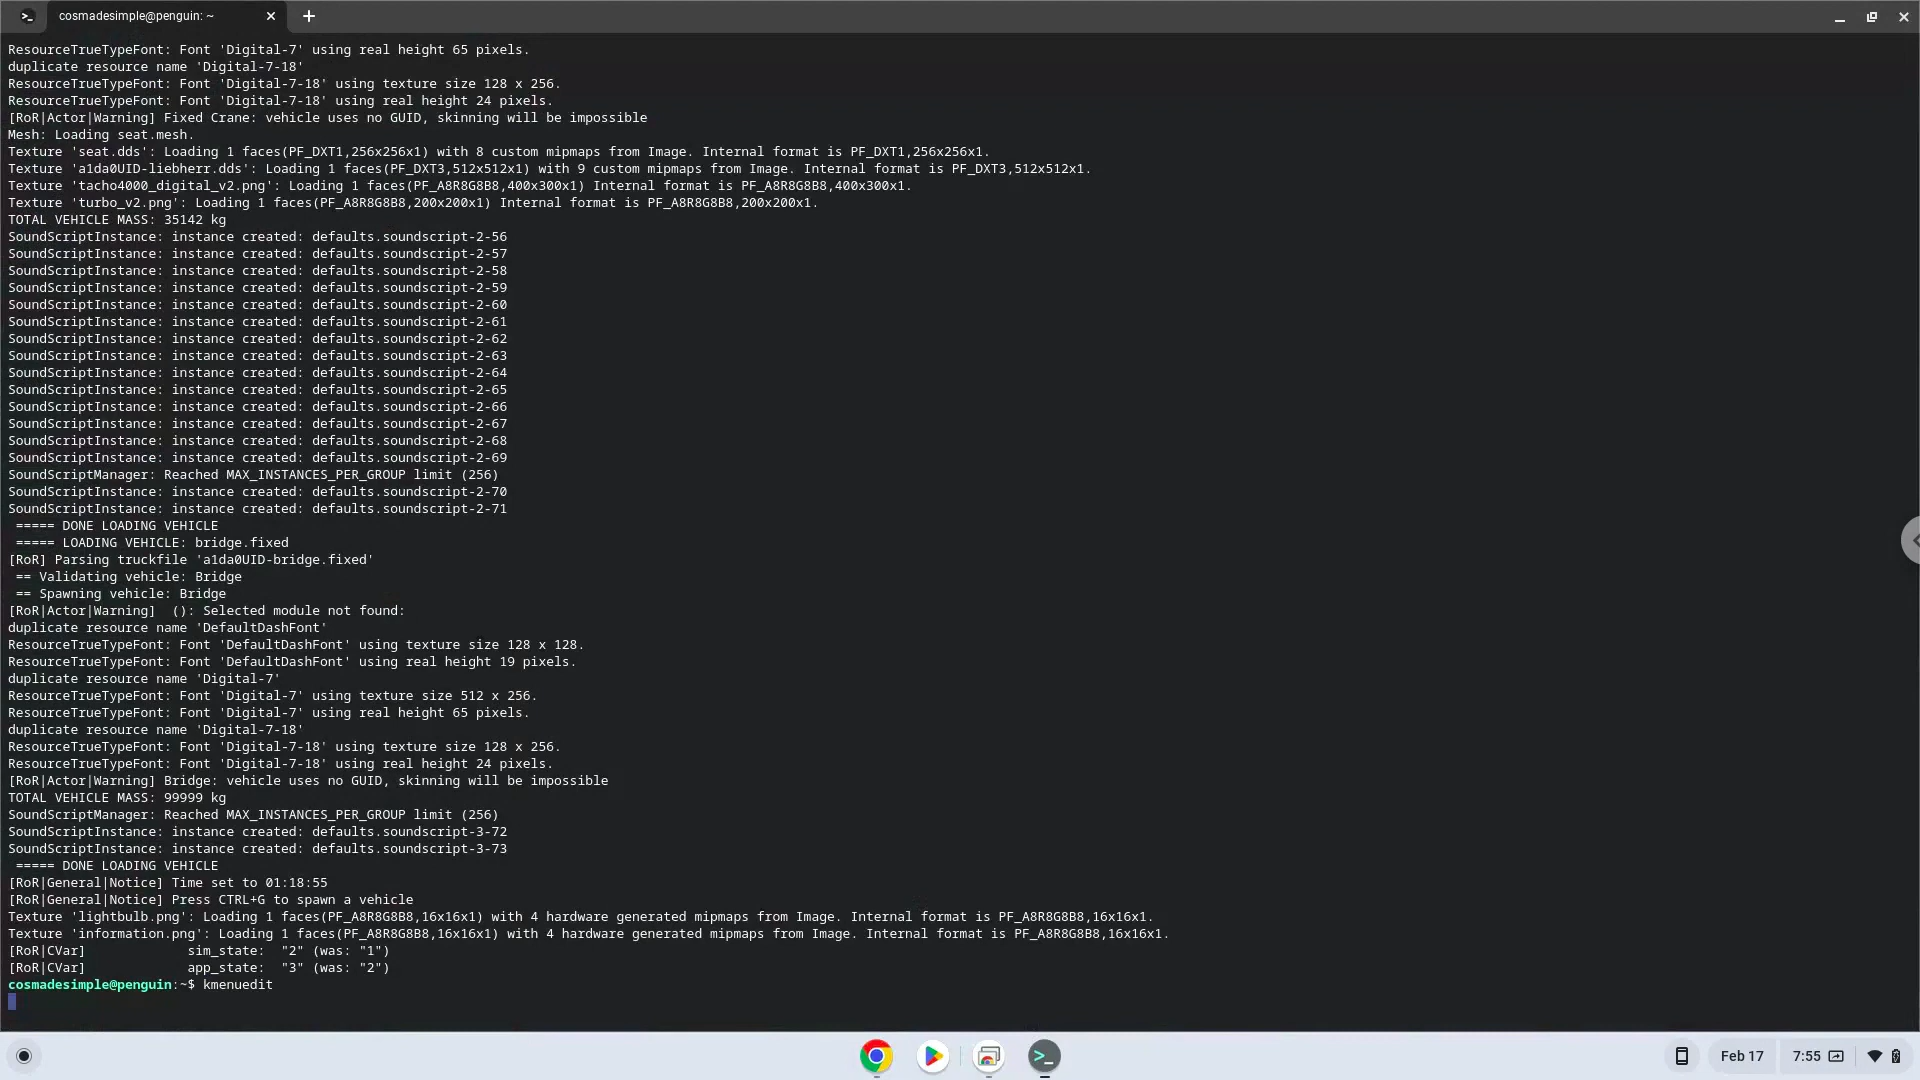 cosmadesimple@penguin: ~
ResourceTrueTypeFont: Font 'Digital-7' using real height 65 pixels.
duplicate resource name 'Digital-7-18'
ResourceTrueTypeFont: Font 'Digital-7-18' using texture size 128 x 256.
ResourceTrueTypeFont: Font 'Digital-7-18' using real height 24 pixels.
[RoR|Actor|Warning] Fixed Crane: vehicle uses no GUID, skinning will be impossible
Mesh: Loading seat.mesh.
Texture 'seat.dds': Loading 1 faces(PF_DXT1,256x256x1) with 8 custom mipmaps from Image. Internal format is PF_DXT1,256x256x1.
Texture 'a1da0UID-liebherr.dds': Loading 1 faces(PF_DXT3,512x512x1) with 9 custom mipmaps from Image. Internal format is PF_DXT3,512x512x1.
Texture 'tacho4000_digital_v2.png': Loading 1 faces(PF_A8R8G8B8,400x300x1) Internal format is PF_A8R8G8B8,400x300x1.
Texture 'turbo_v2.png': Loading 1 faces(PF_A8R8G8B8,200x200x1) Internal format is PF_A8R8G8B8,200x200x1.
TOTAL VEHICLE MASS: 35142 kg
SoundScriptInstance: instance created: defaults.soundscript-2-56
SoundScriptInstance: instance created: defaults.soundscript-2-57
SoundScriptInstance: instance created: defaults.soundscript-2-58
SoundScriptInstance: instance created: defaults.soundscript-2-59
SoundScriptInstance: instance created: defaults.soundscript-2-60
SoundScriptInstance: instance created: defaults.soundscript-2-61
SoundScriptInstance: instance created: defaults.soundscript-2-62
SoundScriptInstance: instance created: defaults.soundscript-2-63
SoundScriptInstance: instance created: defaults.soundscript-2-64
SoundScriptInstance: instance created: defaults.soundscript-2-65
SoundScriptInstance: instance created: defaults.soundscript-2-66
SoundScriptInstance: instance created: defaults.soundscript-2-67
SoundScriptInstance: instance created: defaults.soundscript-2-68
SoundScriptInstance: instance created: defaults.soundscript-2-69
SoundScriptManager: Reached MAX_INSTANCES_PER_GROUP limit (256)
SoundScriptInstance: instance created: defaults.soundscript-2-70
SoundScriptInstance: instance created: defaults.soundscript-2-71
===== DONE LOADING VEHICLE
===== LOADING VEHICLE: bridge.fixed
[RoR] Parsing truckfile 'a1da0UID-bridge.fixed'
== Validating vehicle: Bridge
== Spawning vehicle: Bridge
[RoR|Actor|Warning]  (): Selected module not found:
duplicate resource name 'DefaultDashFont'
ResourceTrueTypeFont: Font 'DefaultDashFont' using texture size 128 x 128.
ResourceTrueTypeFont: Font 'DefaultDashFont' using real height 19 pixels.
duplicate resource name 'Digital-7'
ResourceTrueTypeFont: Font 'Digital-7' using texture size 512 x 256.
ResourceTrueTypeFont: Font 'Digital-7' using real height 65 pixels.
duplicate resource name 'Digital-7-18'
ResourceTrueTypeFont: Font 'Digital-7-18' using texture size 128 x 256.
ResourceTrueTypeFont: Font 'Digital-7-18' using real height 24 pixels.
[RoR|Actor|Warning] Bridge: vehicle uses no GUID, skinning will be impossible
TOTAL VEHICLE MASS: 99999 kg
SoundScriptManager: Reached MAX_INSTANCES_PER_GROUP limit (256)
SoundScriptInstance: instance created: defaults.soundscript-3-72
SoundScriptInstance: instance created: defaults.soundscript-3-73
===== DONE LOADING VEHICLE
[RoR|General|Notice] Time set to 01:18:55
[RoR|General|Notice] Press CTRL+G to spawn a vehicle
Texture 'lightbulb.png': Loading 1 faces(PF_A8R8G8B8,16x16x1) with 4 hardware generated mipmaps from Image. Internal format is PF_A8R8G8B8,16x16x1.
Texture 'information.png': Loading 1 faces(PF_A8R8G8B8,16x16x1) with 4 hardware generated mipmaps from Image. Internal format is PF_A8R8G8B8,16x16x1.
[RoR|CVar]             sim_state:  "2" (was: "1")
[RoR|CVar]             app_state:  "3" (was: "2")
cosmadesimple@penguin:~$ kmenuedit
Feb 17
7:55